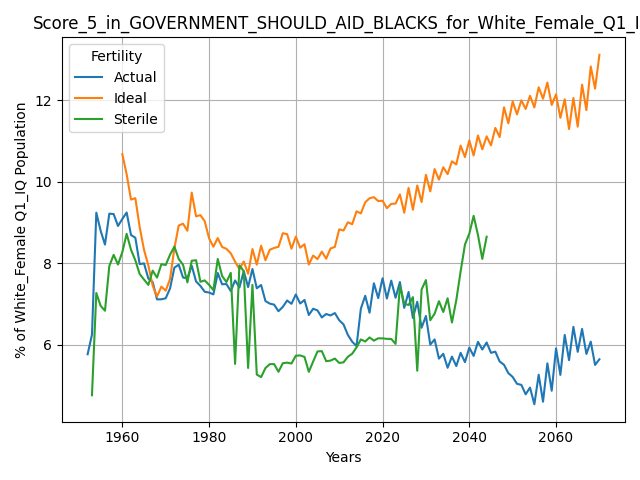 Score_5_in_GOVERNMENT_SHOULD_AID_BLACKS_for_White_Female_Q1_I
Fertility
Actual
Ideal
Sterile
% of White_Female Q1_IQ Population
12
10
8
6
1960 1980 2000 2020 2040 2060
Years